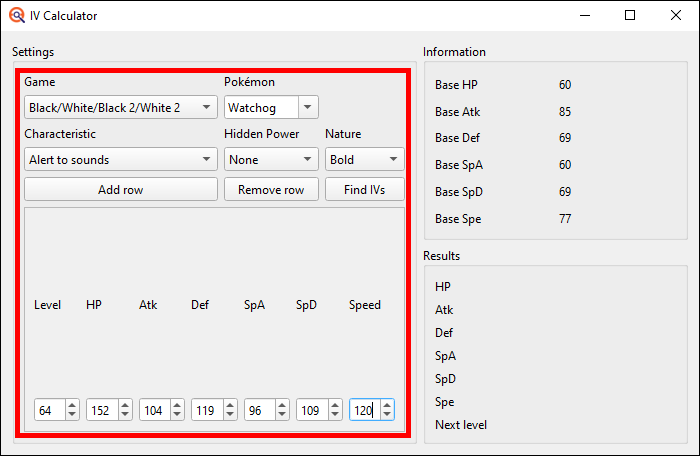 IV Calculator
Settings
Game Pokémon
Black/White/Black 2/White 2 Watchog
Characteristic Hidden Power Nature
Alert to sounds None Bold
Add row Remove row Find IVs
Level HP Atk Def SpA SpD Speed
64 152 104 119 96 109 120
Information
Base HP 60
Base Atk 85
Base Def 69
Base SpA 60
Base SpD 69
Base Spe 77
Results
HP
Atk
Def
SpA
SpD
Spe
Next level